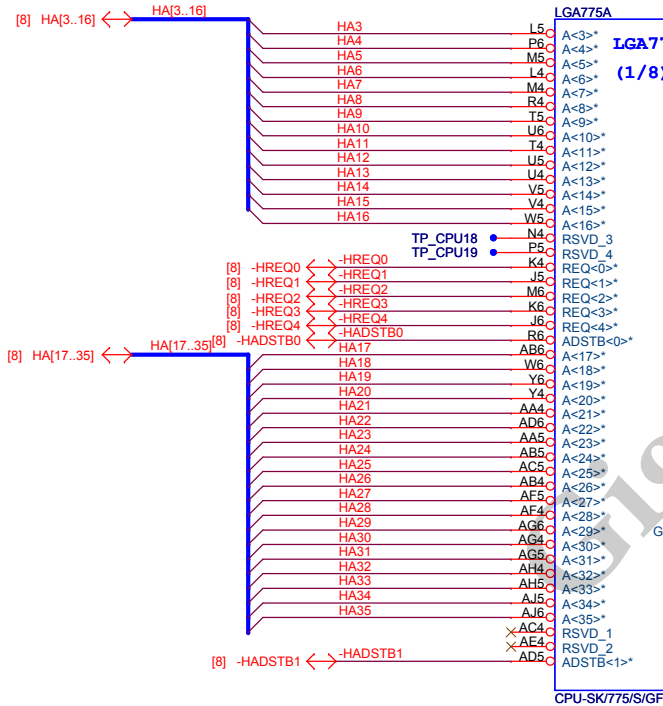 LGA775A
[8] HA[3..16] HA[3..16]
HA3 L5 A<3>*
HA4 P6 A<4>*
HA5 M5 A<5>*
HA6 L4 A<6>*
HA7 M4 A<7>*
HA8 R4 A<8>*
HA9 T5 A<9>*
HA10 U6 A<10>*
HA11 T4 A<11>*
HA12 U5 A<12>*
HA13 U4 A<13>*
HA14 V5 A<14>*
HA15 V4 A<15>*
HA16 W5 A<16>*
LGA77
(1/8)
TP_CPU18 N4 RSVD_3
TP_CPU19 P5 RSVD_4
[8] -HREQ0 -HREQ0 K4 REQ<0>*
[8] -HREQ1 -HREQ1 J5 REQ<1>*
[8] -HREQ2 -HREQ2 M6 REQ<2>*
[8] -HREQ3 -HREQ3 K6 REQ<3>*
[8] -HREQ4 -HREQ4 J6 REQ<4>*
[8] -HADSTB0 -HADSTB0 R6 ADSTB<0>*
[8] HA[17..35] HA[17..35]
HA17 AB6 A<17>*
HA18 W6 A<18>*
HA19 Y6 A<19>*
HA20 Y4 A<20>*
HA21 AA4 A<21>*
HA22 AD6 A<22>*
HA23 AA5 A<23>*
HA24 AB5 A<24>*
HA25 AC5 A<25>*
HA26 AB4 A<26>*
HA27 AF5 A<27>*
HA28 AF4 A<28>*
HA29 AG6 A<29>*
G
HA30 AG4 A<30>*
HA31 AG5 A<31>*
HA32 AH4 A<32>*
HA33 AH5 A<33>*
HA34 AJ5 A<34>*
HA35 AJ6 A<35>*
AC4 RSVD_1
AE4 RSVD_2
[8] -HADSTB1 -HADSTB1 AD5 ADSTB<1>*
CPU-SK/775/S/GF